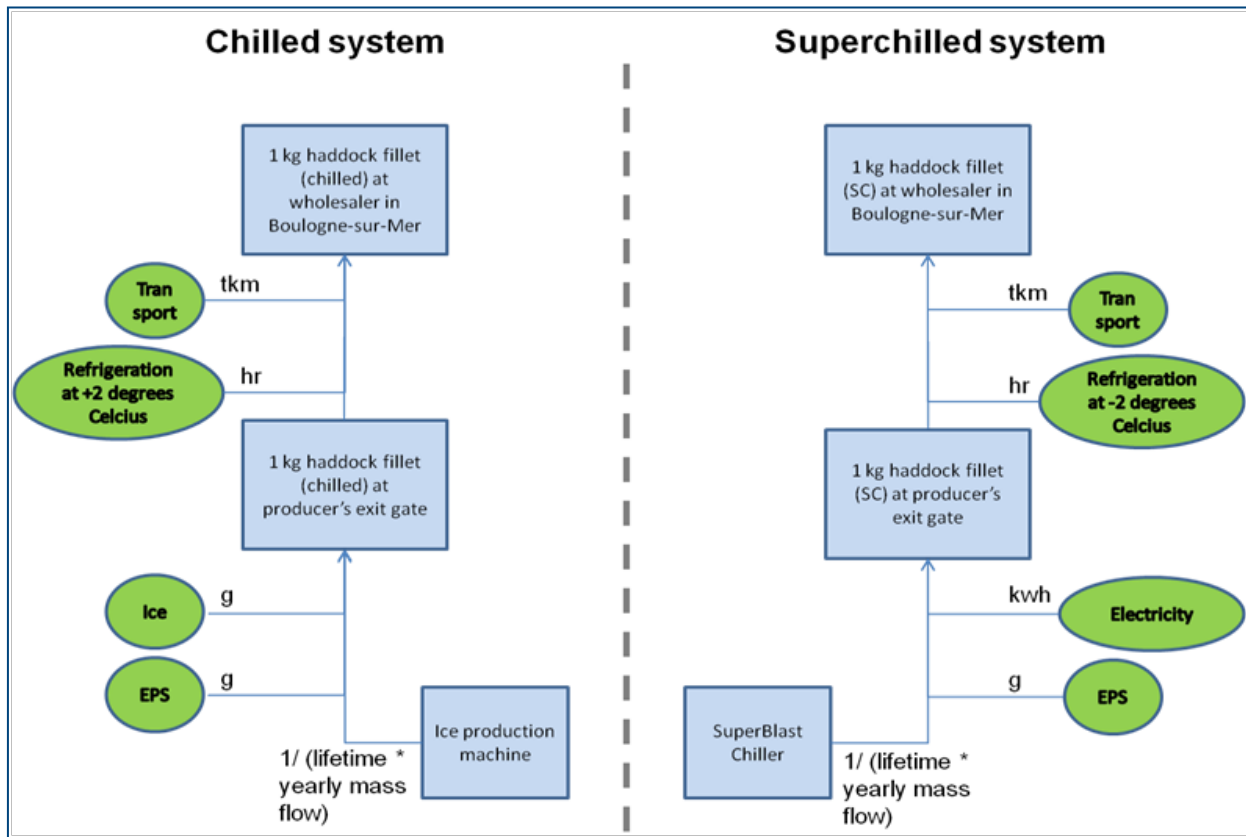 Chilled system
1 kg haddock fillet
(chilled) at
wholesaler in
Boulogne-sur-Mer
Tran
sport
tkm
Refrigeration
at +2 degrees
Celcius
hr
1 kg haddock fillet
(chilled) at
producer's exit gate
Ice
g
EPS
g
Ice production
machine
1/ (lifetime *
yearly mass
flow)
Superchilled system
1 kg haddock fillet
(SC) at wholesaler in
Boulogne-sur-Mer
tkm
Tran
sport
hr
Refrigeration
at -2 degrees
Celcius
1 kg haddock fillet
(SC) at producer's
exit gate
kwh
Electricity
g
EPS
SuperBlast
Chiller
1/ (lifetime *
yearly mass
flow)